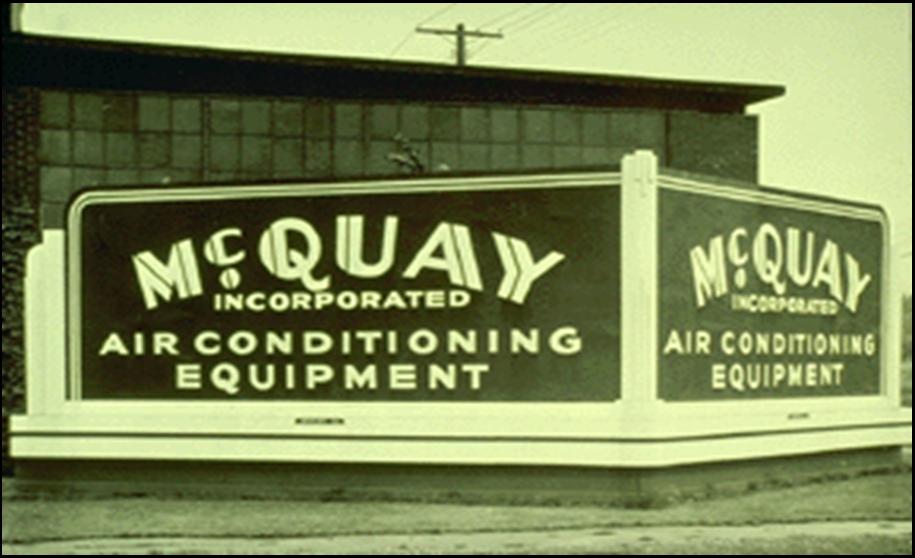 McQUAY
INCORPORATED
AIR CONDITIONING
EQUIPMENT
McQUAY
INCORPORATED
AIR CONDITIONING
EQUIPMENT